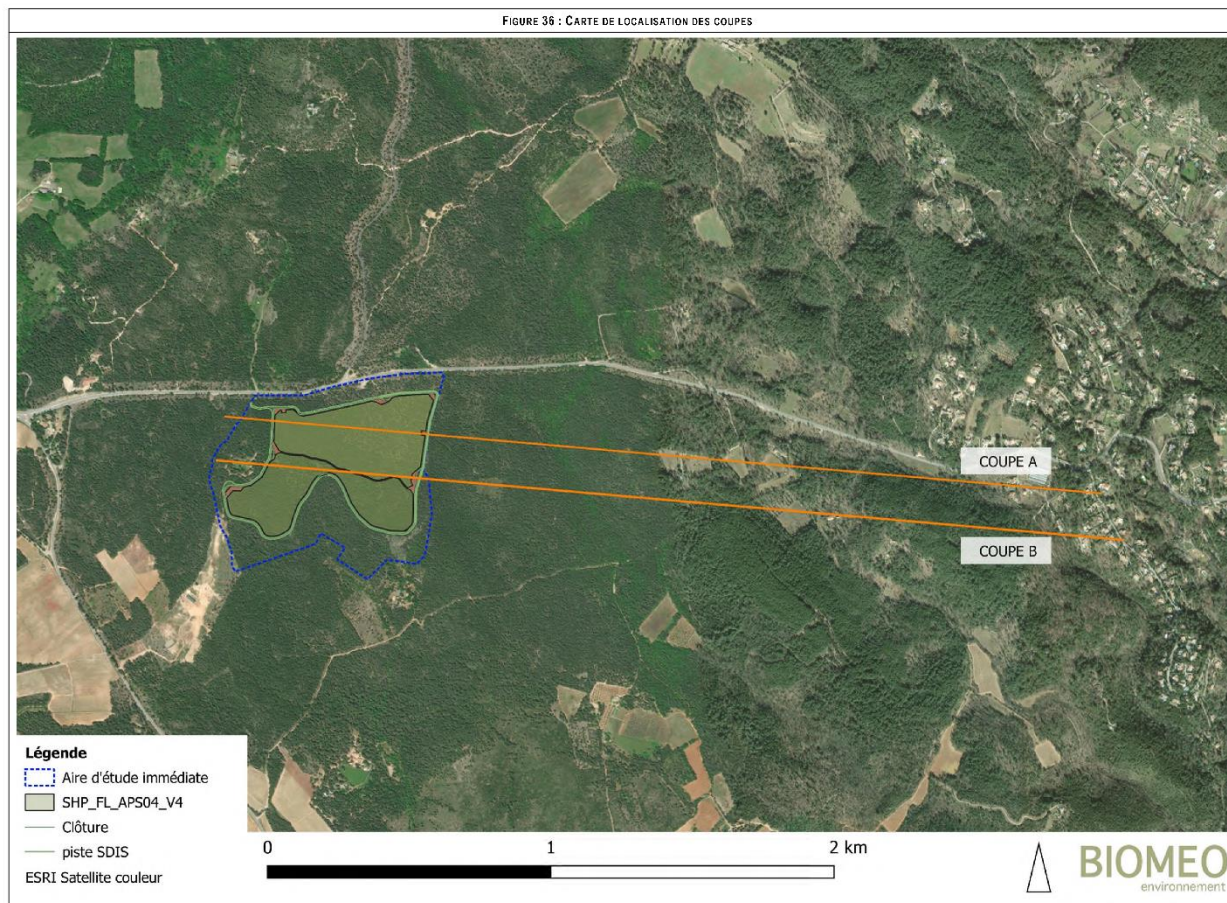 FIGURE 36 : CARTE DE LOCALISATION DES COUPES
COUPE A
COUPE B
Légende
Aire d'étude immédiate
SHP_FL_APS04_V4
Clôture
piste SDIS
ESRI Satellite couleur
0 1 2 km
BIOMEO
environnement